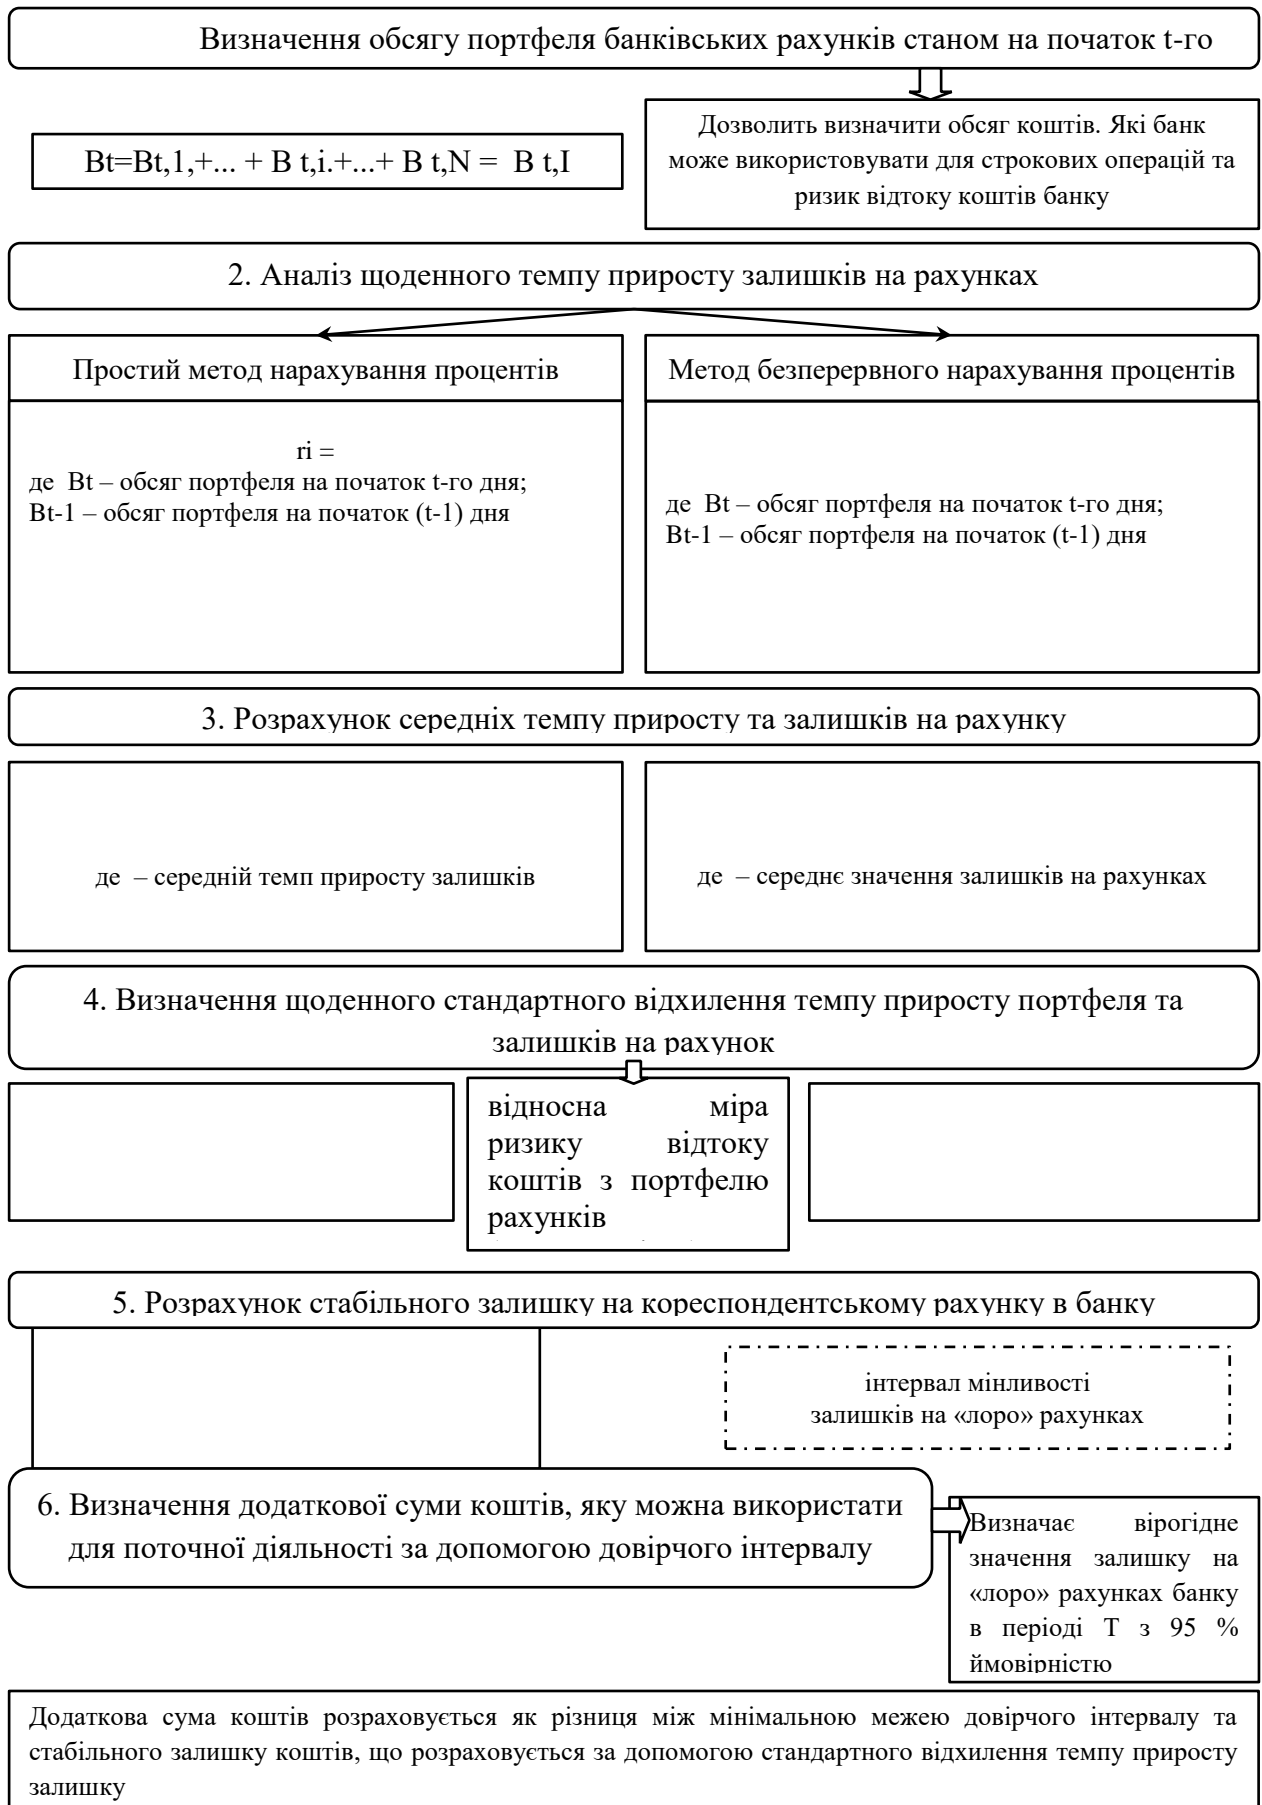 Визначення обсягу портфеля банківських рахунків станом на початок t-го
Bt=Bt,1,+... + B t,i.+...+ B t,N = B t,I
Дозволить визначити обсяг коштів. Які банк
може використовувати для строкових операцій та
ризик відтоку коштів банку
2. Аналіз щоденного темпу приросту залишків на рахунках
Простий метод нарахування процентів
ri =
де Bt – обсяг портфеля на початок t-го дня;
Bt-1 – обсяг портфеля на початок (t-1) дня
Метод безперервного нарахування процентів
де Bt – обсяг портфеля на початок t-го дня;
Bt-1 – обсяг портфеля на початок (t-1) дня
3. Розрахунок середніх темпу приросту та залишків на рахунку
де – середній темп приросту залишків
де – середнє значення залишків на рахунках
4. Визначення щоденного стандартного відхилення темпу приросту портфеля та
залишків на рахунок
відносна міра
ризику відтоку
коштів з портфелю
рахунків
5. Розрахунок стабільного залишку на кореспондентському рахунку в банку
інтервал мінливості
залишків на «лоро» рахунках
6. Визначення додаткової суми коштів, яку можна використати
для поточної діяльності за допомогою довірчого інтервалу
Визначає вірогідне
значення залишку на
«лоро» рахунках банку
в періоді Т з 95 %
ймовірністю
Додаткова сума коштів розраховується як різниця між мінімальною межею довірчого інтервалу та
стабільного залишку коштів, що розраховується за допомогою стандартного відхилення темпу приросту
залишку